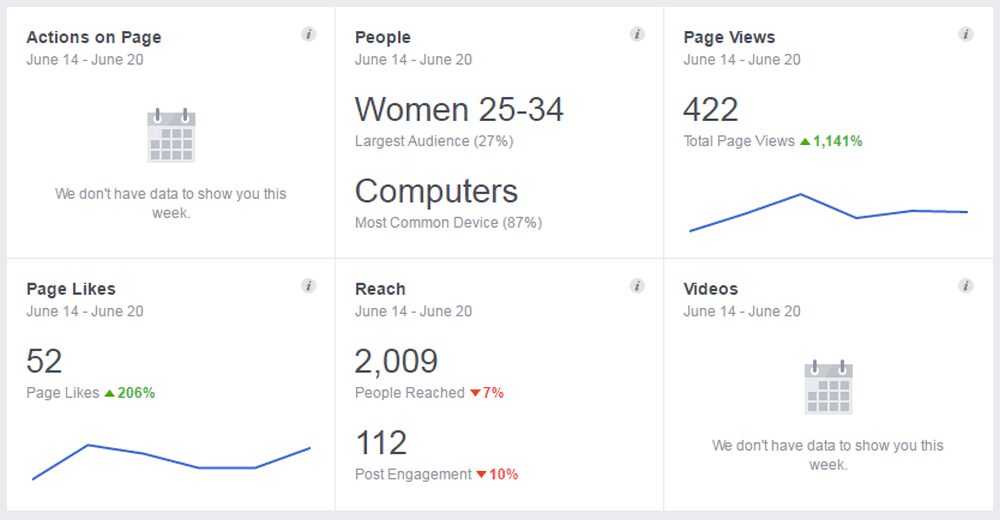 Actions on Page
June 14 - June 20
We don't have data to show you this
week.
People
June 14 - June 20
Women 25-34
Largest Audience (27%)
Computers
Most Common Device (87%)
Page Views
June 14 - June 20
422
Total Page Views ▲1,141%
Page Likes
June 14 - June 20
52
Page Likes ▲206%
Reach
June 14 - June 20
2,009
People Reached ▼7%
112
Post Engagement ▼10%
Videos
June 14 - June 20
We don't have data to show you this
week.